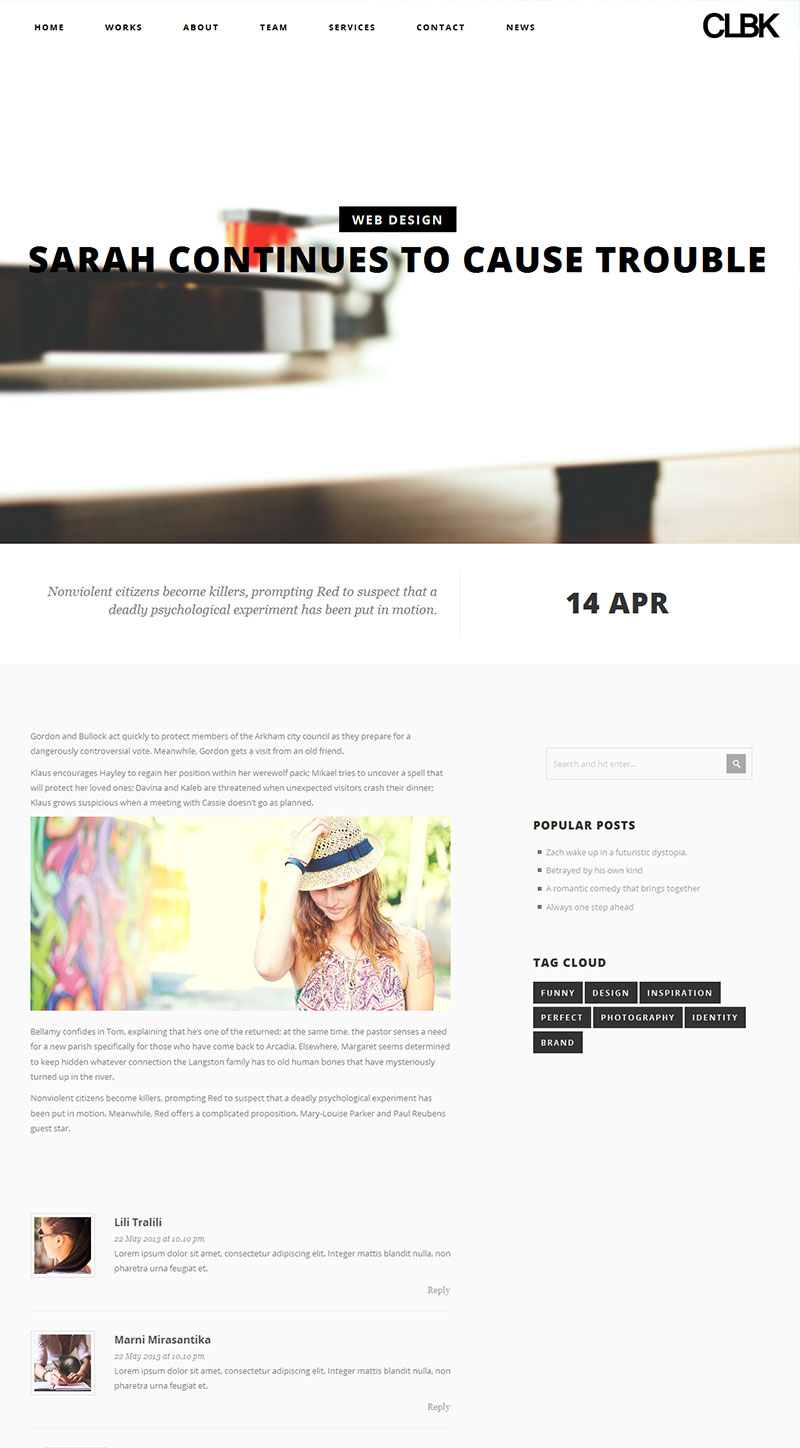 HOME WORKS ABOUT TEAM SERVICES CONTACT NEWS CLBK
WEB DESIGN
SARAH CONTINUES TO CAUSE TROUBLE
Nonviolent citizens become killers, prompting Red to suspect that a
deadly psychological experiment has been put in motion.
14 APR
Gordon and Bullock act quickly to protect members of the Arkham city council as they prepare for a
dangerously controversial vote. Meanwhile, Gordon gets a visit from an old friend.
Klaus encourages Hayley to regain her position within her werewolf pack; Mikael tries to uncover a spell that
will protect her loved ones; Davina and Kaleb are threatened when unexpected visitors crash their dinner;
Klaus grows suspicious when a meeting with Cassie doesn't go as planned.
Bellamy confides in Tom, explaining that he's one of the returned; at the same time, the pastor senses a need
for a new parish specifically for those who have come back to Arcadia. Elsewhere, Margaret seems determined
to keep hidden whatever connection the Langston family has to old human bones that have mysteriously
turned up in the river.
Nonviolent citizens become killers, prompting Red to suspect that a deadly psychological experiment has
been put in motion. Meanwhile, Red offers a complicated proposition. Mary-Louise Parker and Paul Reubens
guest star.
Lili Tralili
22 May 2013 at 10.10 pm
Lorem ipsum dolor sit amet, consectetur adipiscing elit. Integer mattis blandit nulla, non
pharetra urna feugiat et.
Reply
Marni Mirasantika
22 May 2013 at 10.10 pm
Lorem ipsum dolor sit amet, consectetur adipiscing elit. Integer mattis blandit nulla, non
pharetra urna feugiat et.
Reply
Search and hit enter...
POPULAR POSTS
Zach wake up in a futuristic dystopia.
Betrayed by his own kind
A romantic comedy that brings together
Always one step ahead
TAG CLOUD
FUNNY DESIGN INSPIRATION
PERFECT PHOTOGRAPHY IDENTITY
BRAND